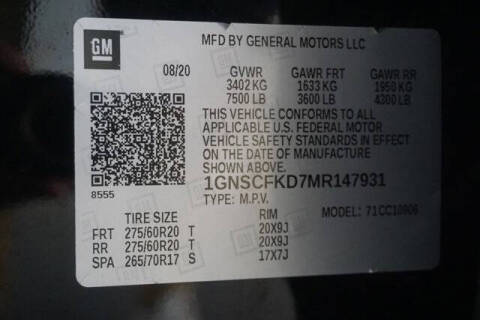 GM
MFD BY GENERAL MOTORS LLC
08/20 GVWR GAWR FRT GAWR RR
3402 KG 1633 KG 1950 KG
7500 LB 3600 LB 4300 LB
THIS VEHICLE CONFORMS TO ALL
APPLICABLE U.S. FEDERAL MOTOR
VEHICLE SAFETY STANDARDS IN EFFECT
ON THE DATE OF MANUFACTURE
SHOWN ABOVE.
8555
1GNSCFKD7MR147931
TYPE: M.P.V. MODEL: 71CC10906
TIRE SIZE RIM
FRT 275/60R20 T 20X9J
RR 275/60R20 T 20X9J
SPA 265/70R17 S 17X7J